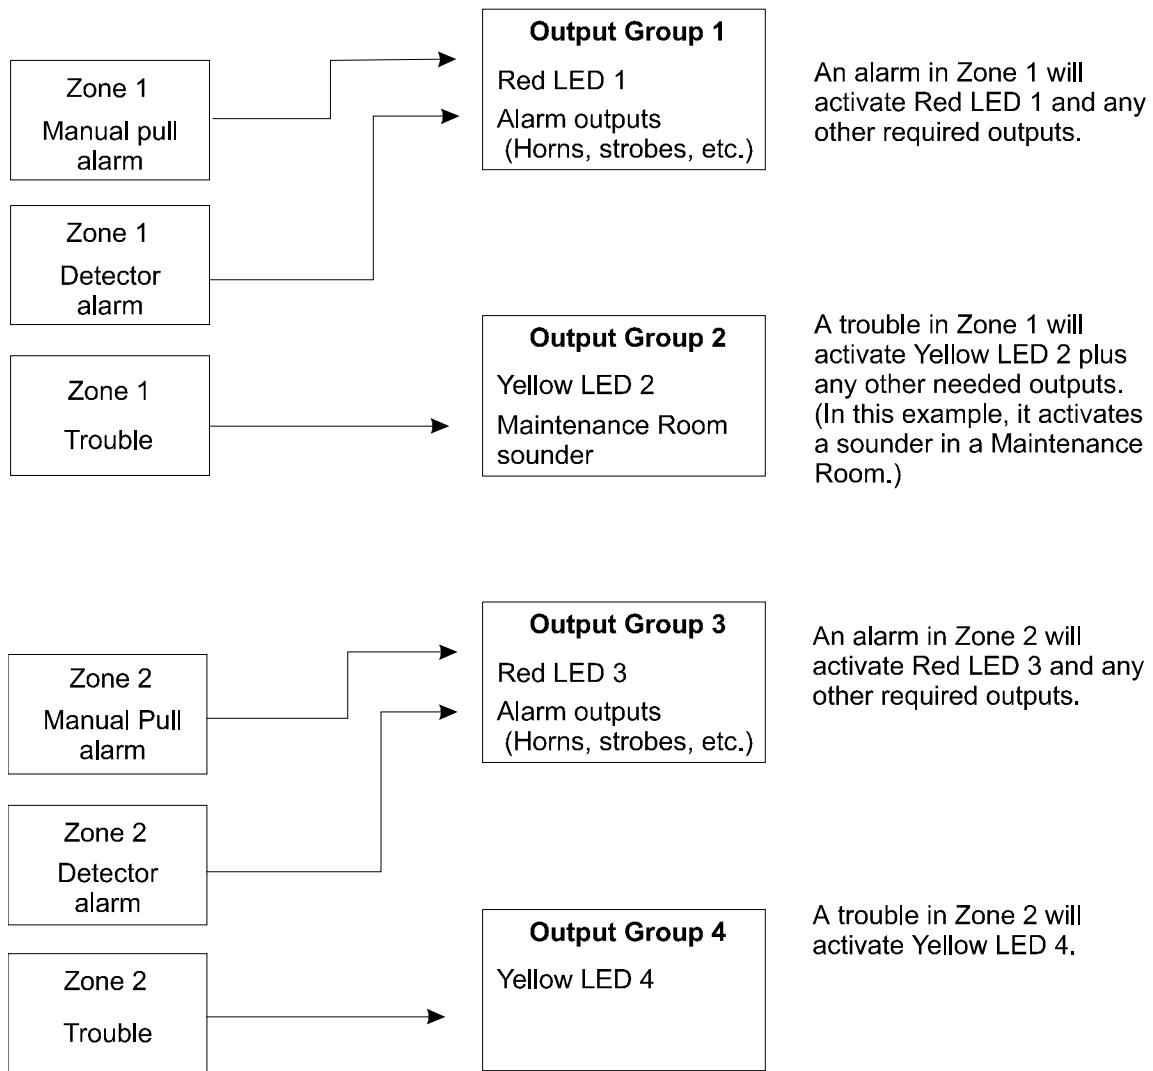 Zone 1
Manual pull
alarm
Output Group 1
Red LED 1
Alarm outputs
(Horns, strobes, etc.)
An alarm in Zone 1 will
activate Red LED 1 and any
other required outputs.
Zone 1
Detector
alarm
Zone 1
Trouble
Output Group 2
Yellow LED 2
Maintenance Room
sounder
A trouble in Zone 1 will
activate Yellow LED 2 plus
any other needed outputs.
(In this example, it activates
a sounder in a Maintenance
Room.)
Zone 2
Manual Pull
alarm
Output Group 3
Red LED 3
Alarm outputs
(Horns, strobes, etc.)
An alarm in Zone 2 will
activate Red LED 3 and any
other required outputs.
Zone 2
Detector
alarm
Zone 2
Trouble
Output Group 4
Yellow LED 4
A trouble in Zone 2 will
activate Yellow LED 4.